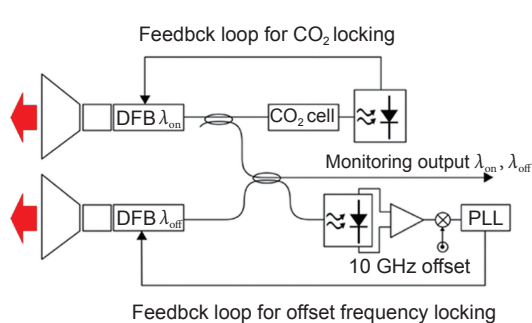 Feedbck loop for CO₂ locking
DFB λon
CO₂ cell
Monitoring output λon, λoff
DFB λoff
PLL
10 GHz offset
Feedbck loop for offset frequency locking